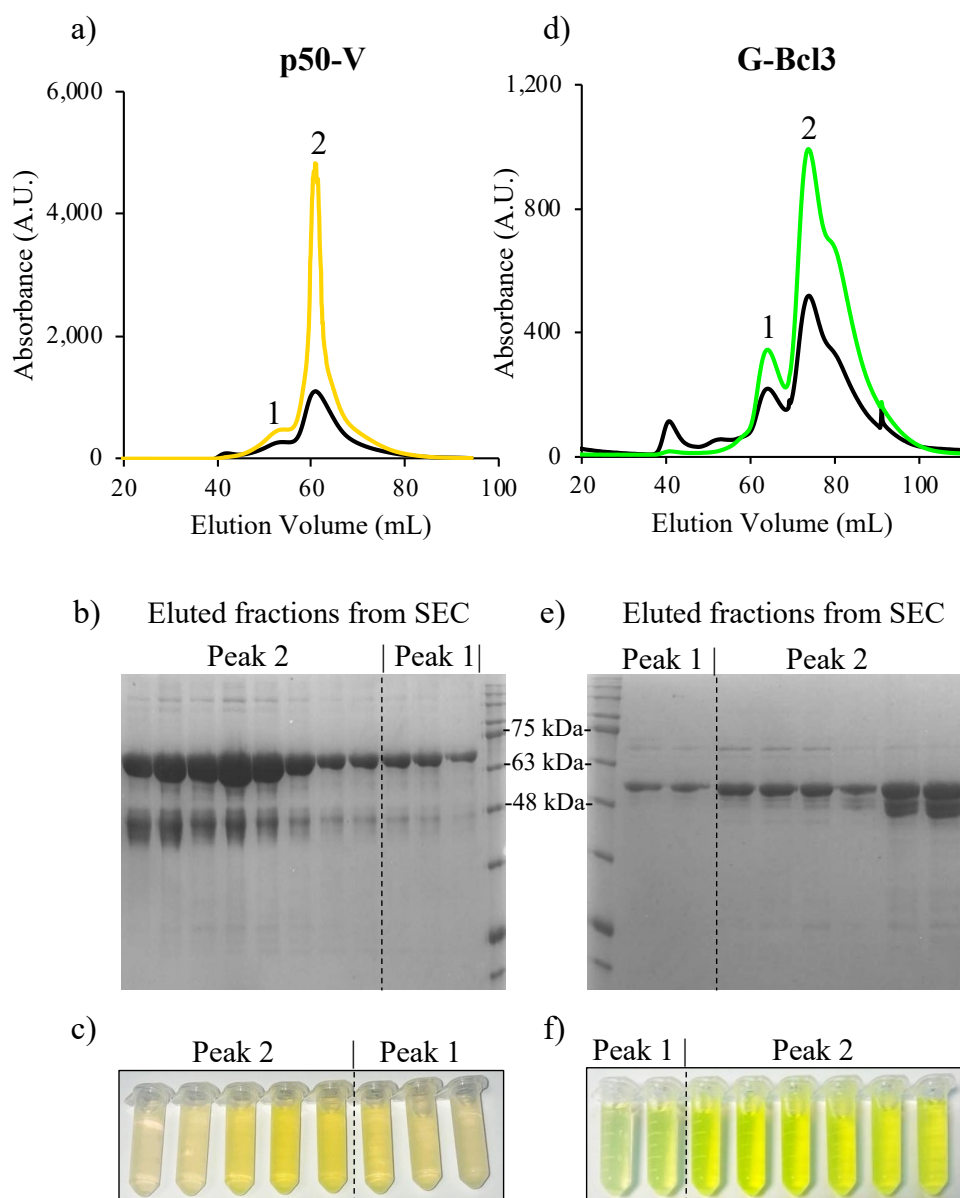 a)
p50-V
6,000
4,000
2,000
0
Absorbance (A.U.)
1
2
20 40 60 80 100
Elution Volume (mL)
d)
G-Bcl3
1,200
800
400
0
Absorbance (A.U.)
1
2
20 40 60 80 100
Elution Volume (mL)
b) Eluted fractions from SEC
Peak 2 | Peak 1 |
e) Eluted fractions from SEC
Peak 1 | Peak 2
-75 kDa-
-63 kDa-
-48 kDa-
c)
Peak 2 | Peak 1
f)
Peak 1 | Peak 2